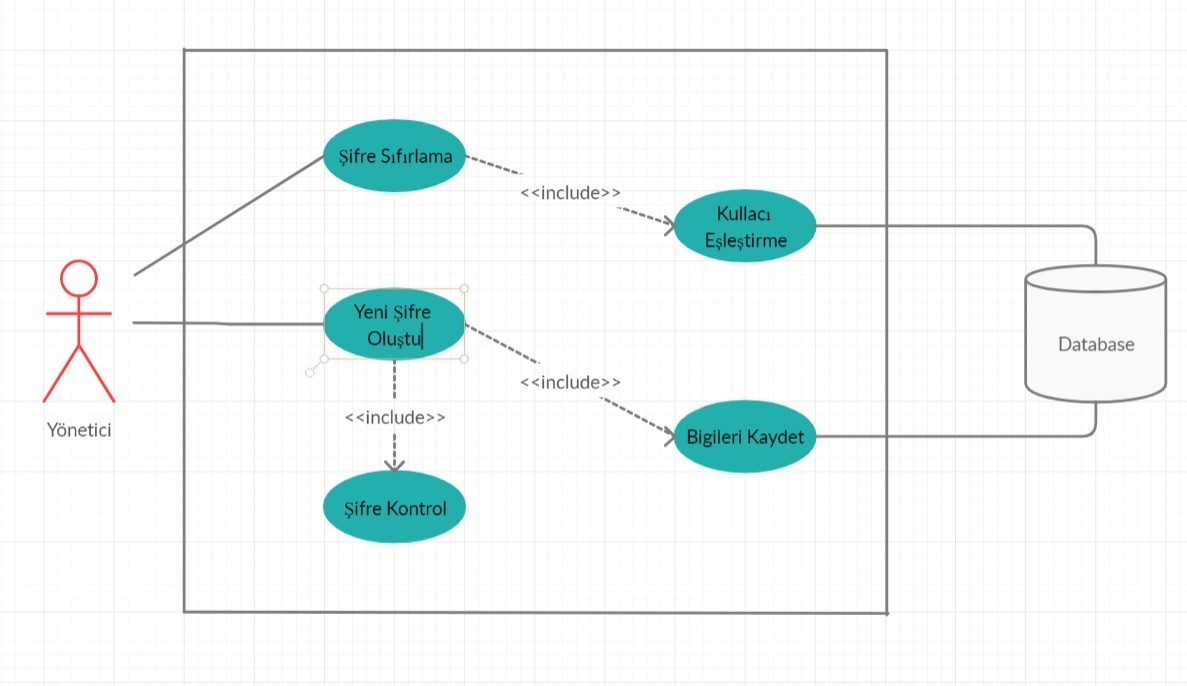 Şifre Sıfırlama
<<include>>
Kullacı
Eşleştirme
Yeni Şifre
Oluştu
Database
<<include>>
<<include>>
Yönetici
Bigileri Kaydet
Şifre Kontrol